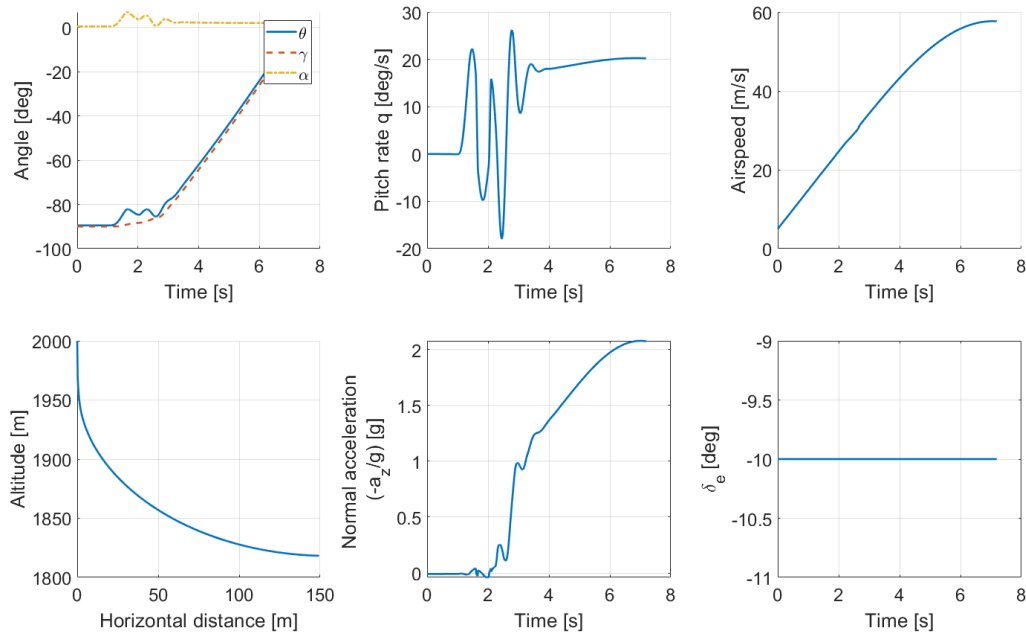 0
-20
-40
-60
-80
-100
Angle [deg]
0 2 4 6 8
Time [s]
θ
γ
α
30
20
10
0
-10
-20
Pitch rate q [deg/s]
0 2 4 6 8
Time [s]
60
40
20
0
Airspeed [m/s]
0 2 4 6 8
Time [s]
2000
1950
1900
1850
1800
Altitude [m]
0 50 100 150
Horizontal distance [m]
2
1.5
1
0.5
0
Normal acceleration
(-a_z/g) [g]
0 2 4 6 8
Time [s]
-9
-9.5
-10
-10.5
-11
δ_e [deg]
0 2 4 6 8
Time [s]